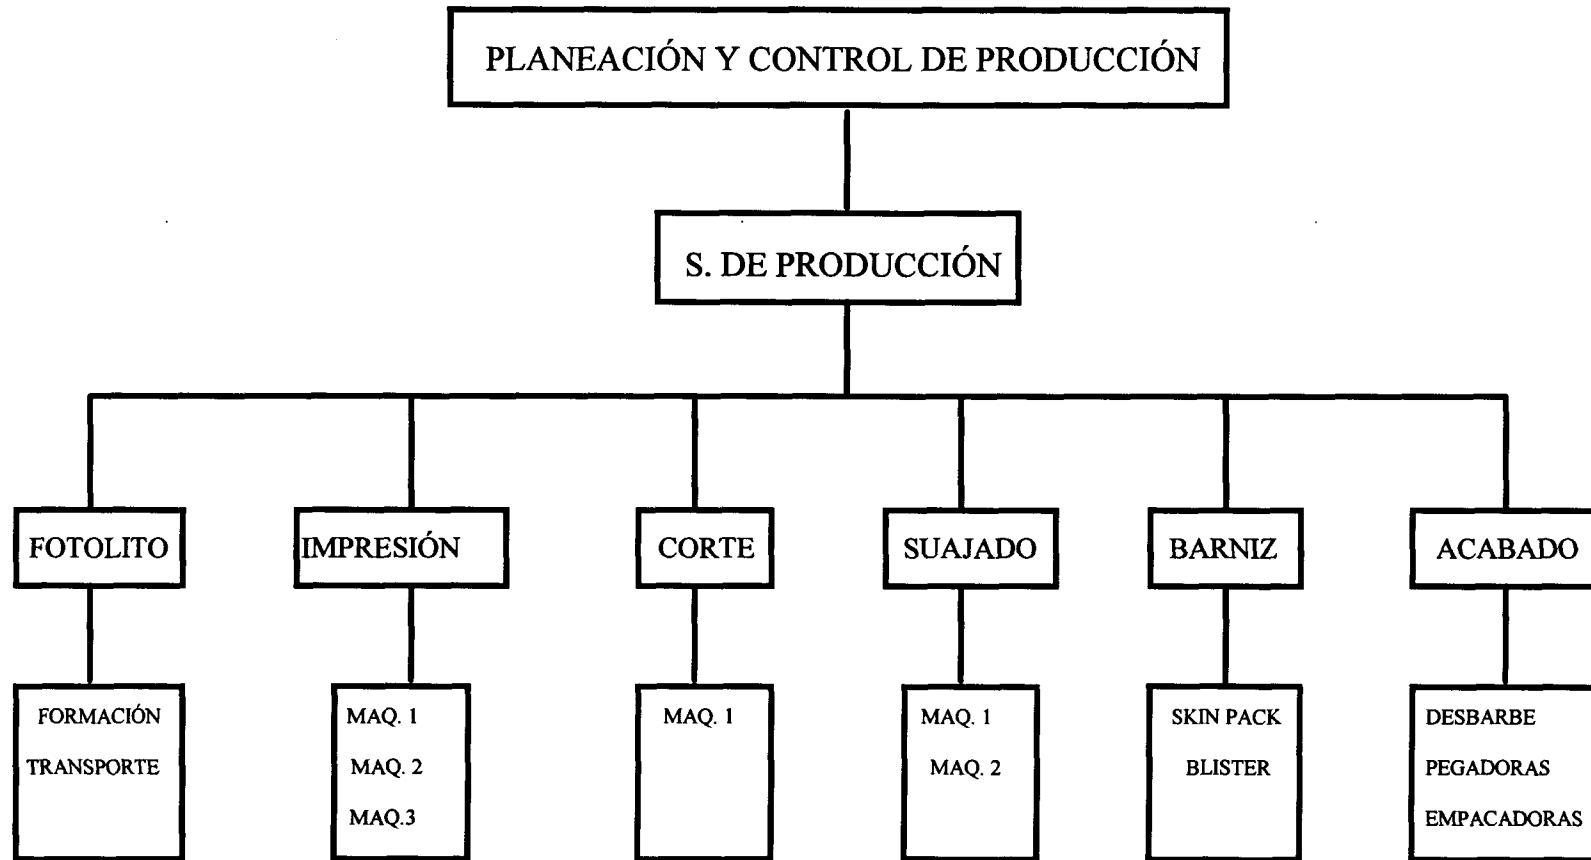 PLANEACIÓN Y CONTROL DE PRODUCCIÓN
S. DE PRODUCCIÓN
FOTOLITO
IMPRESIÓN
CORTE
SUAJADO
BARNIZ
ACABADO
FORMACIÓN
TRANSPORTE
MAQ. 1
MAQ. 2
MAQ.3
MAQ. 1
MAQ. 1
MAQ. 2
SKIN PACK
BLISTER
DESBARBE
PEGADORAS
EMPACADORAS